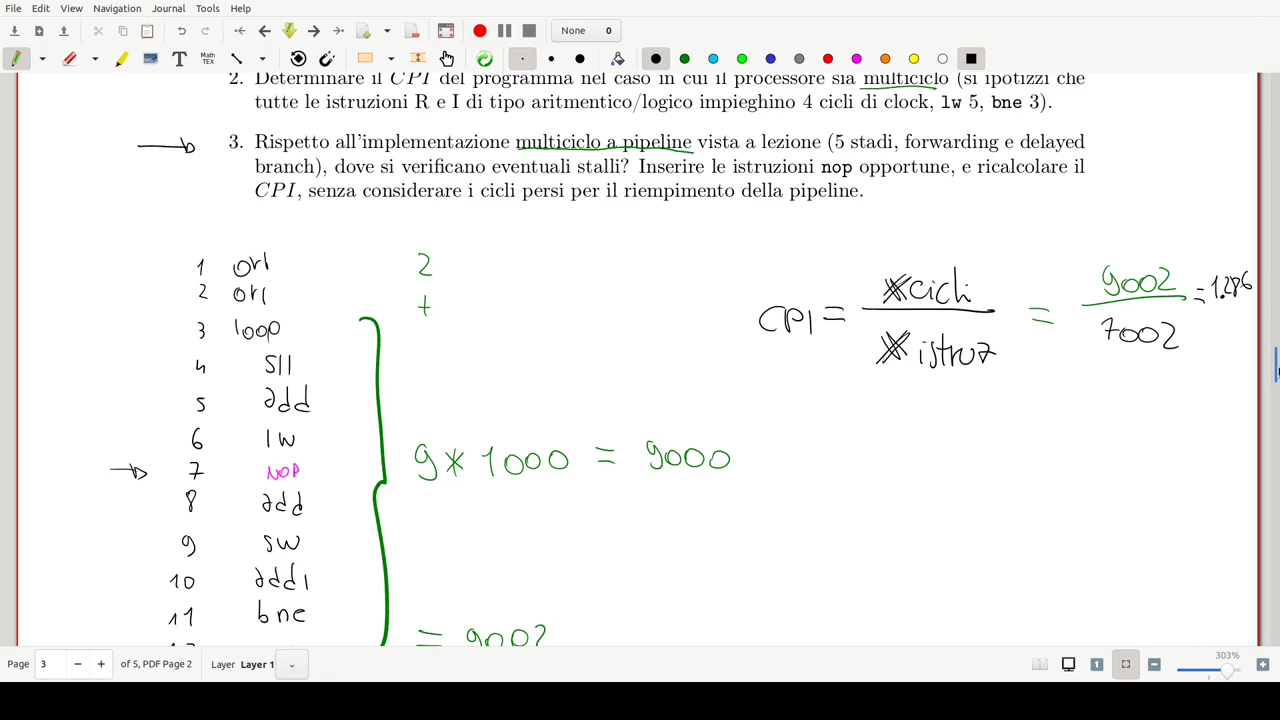 File Edit View Navigation Journal Tools Help
None 0
T Math
2. Determinare il CPI del programma nel caso in cui il processore sia multiciclo (si ipotizzi che
tutte le istruzioni R e I di tipo aritmetico/logico impieghino 4 cicli di clock, lw 5, bne 3).
3. Rispetto all'implementazione multiciclo a pipeline vista a lezione (5 stadi, forwarding e delayed
branch), dove si verificano eventuali stalli? Inserire le istruzioni nop opportune, e ricalcolare il
CPI, senza considerare i cicli persi per il riempimento della pipeline.
1 ori
2 ori
3 loop
4 sll
5 add
6 lw
7 NOP
8 add
9 sw
10 addi
11 bne
2
+
9 * 1000 = 9000
= 9002
CPI = cicli / istruz = 9002 / 7002 = 1.286
Page 3 − + of 5, PDF Page 2 Layer Layer 1
303%